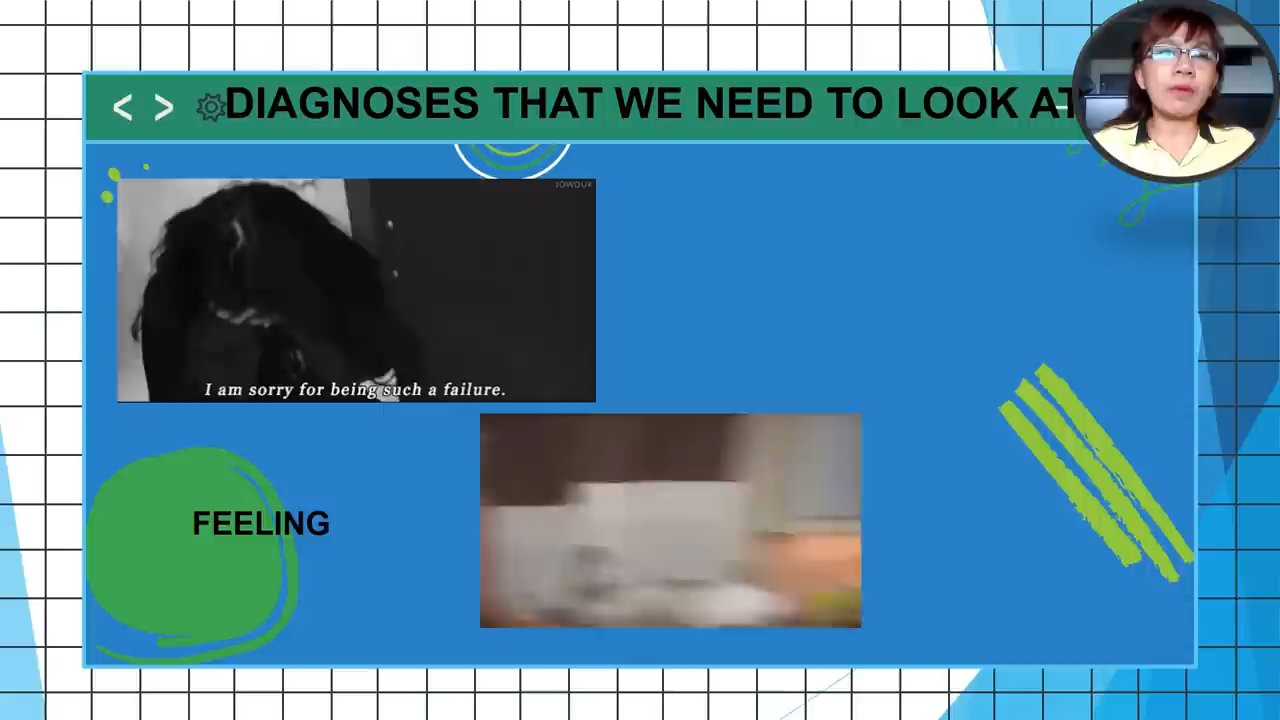 < > DIAGNOSES THAT WE NEED TO LOOK AT
I am sorry for being such a failure.
FEELING